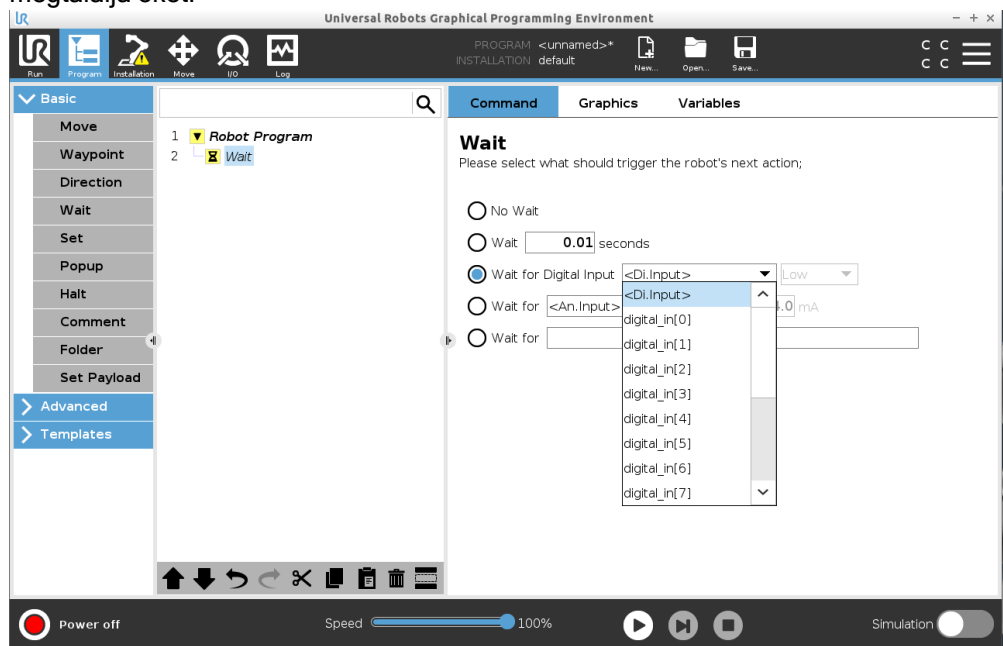 Universal Robots Graphical Programming Environment
UR
Run
Program
Installation
Move
I/O
Log
PROGRAM <unnamed>*
INSTALLATION default
New...
Open...
Save...
C C
C C
Basic
Move
Waypoint
Direction
Wait
Set
Popup
Halt
Comment
Folder
Set Payload
Advanced
Templates
1 Robot Program
2 Wait
Command Graphics Variables
Wait
Please select what should trigger the robot's next action;
No Wait
Wait 0.01 seconds
Wait for Digital Input <Di.Input> Low
Wait for <An.Input> .0 mA
Wait for
<Di.Input>
digital_in[0]
digital_in[1]
digital_in[2]
digital_in[3]
digital_in[4]
digital_in[5]
digital_in[6]
digital_in[7]
Power off
Speed 100%
Simulation